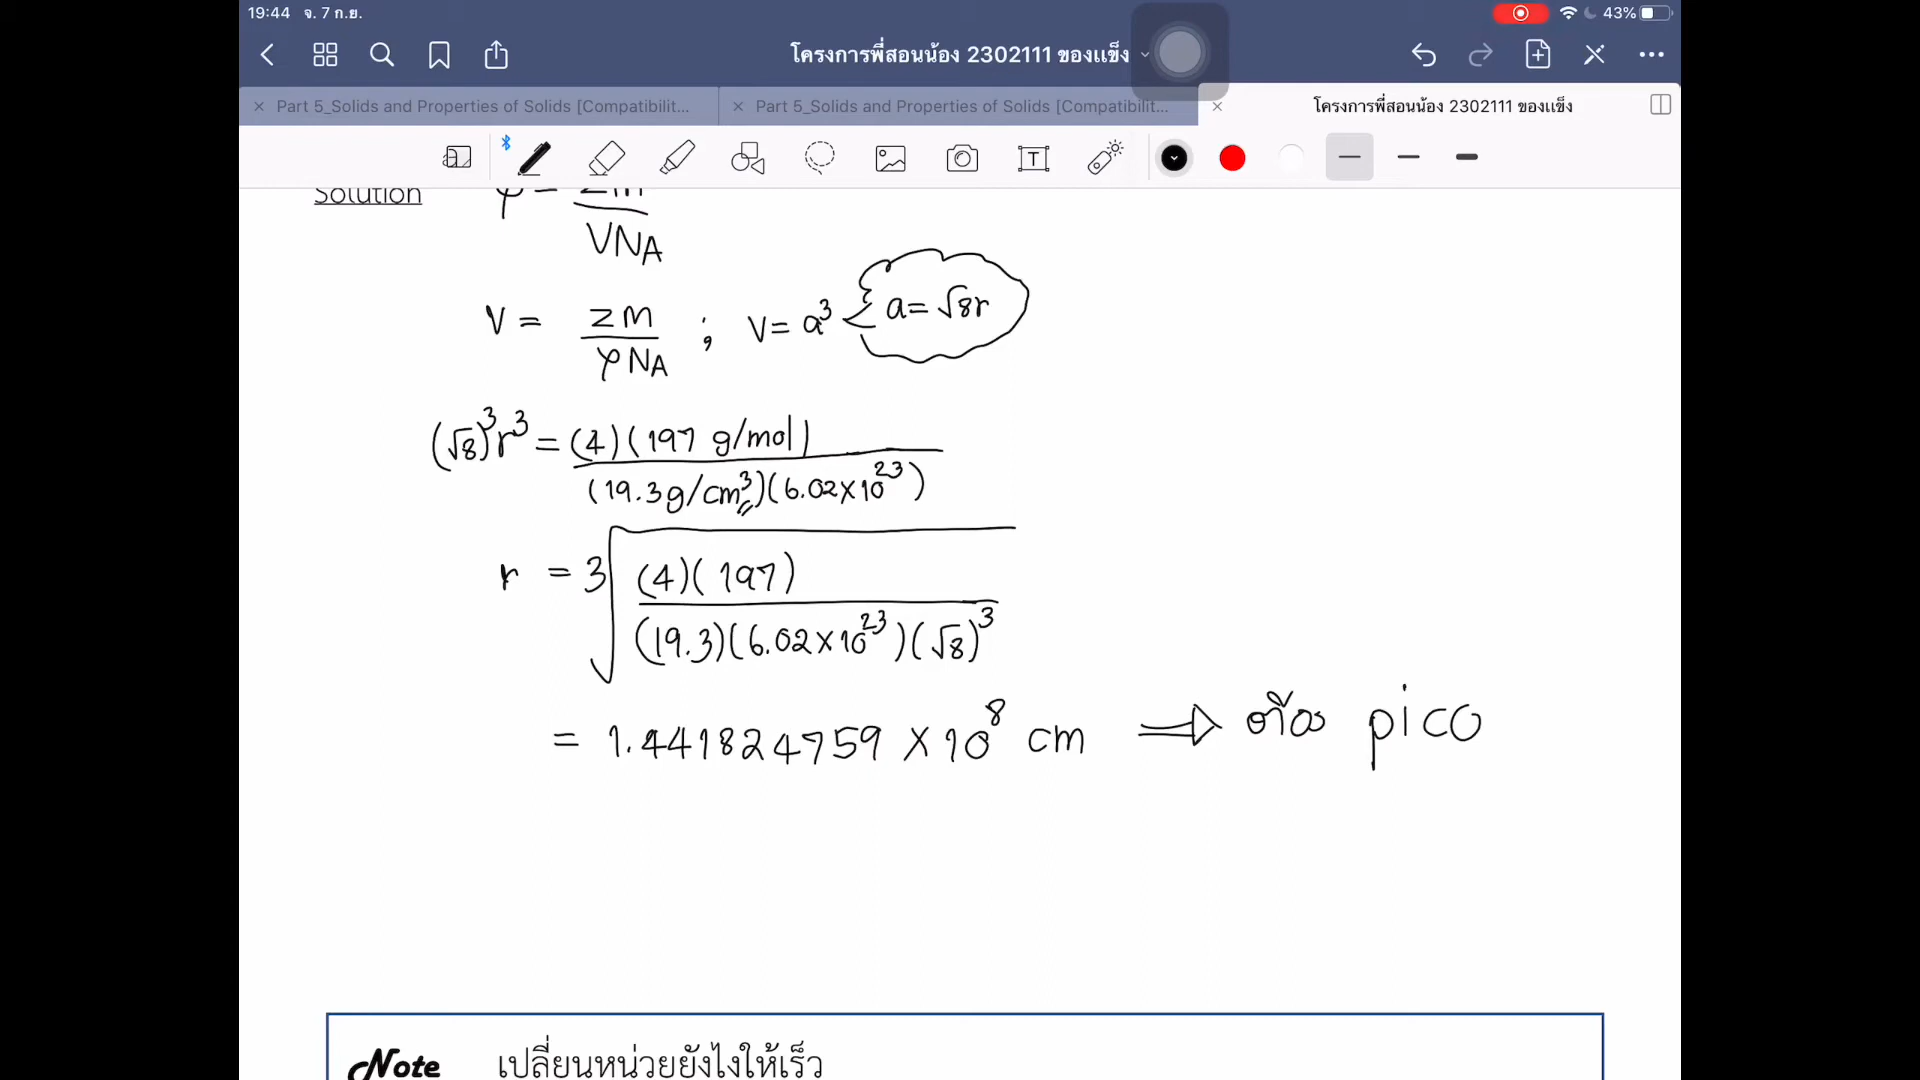 19:44 จ. 7 ก.ย. 43%
โครงการพี่สอนน้อง 2302111 ของแข็ง
Part 5_Solids and Properties of Solids [Compatibilit... Part 5_Solids and Properties of Solids [Compatibilit... โครงการพี่สอนน้อง 2302111 ของแข็ง
Solution ρ = ZM / VNA
V = ZM / ρNA ; V = a³ a = √8r
(√8)³r³ = (4)(197 g/mol) / (19.3g/cm³)(6.02×10²³)
r = ³√((4)(197) / (19.3)(6.02×10²³)(√8)³)
= 1.441824759 × 10⁸ cm ⇒ pico
Note เปลี่ยนหน่วยยังไงให้เร็ว